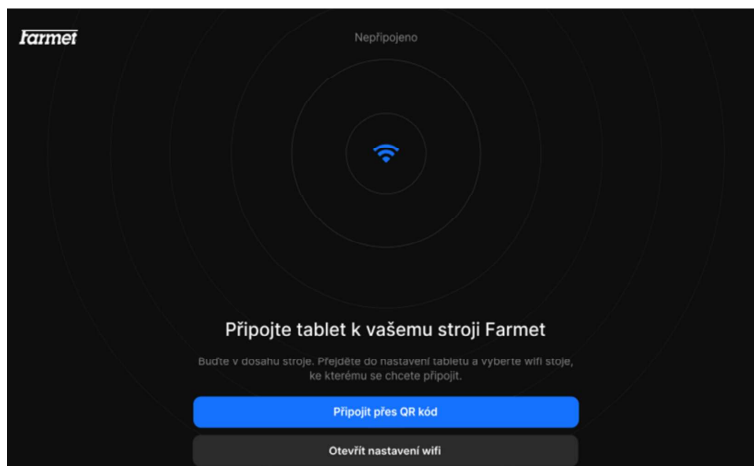 Farmet
Nepřipojeno
Připojte tablet k vašemu stroji Farmet
Buďte v dosahu stroje. Přejděte do nastavení tabletu a vyberte wifi stoje,
ke kterému se chcete připojit.
Připojit přes QR kód
Otevřít nastavení wifi